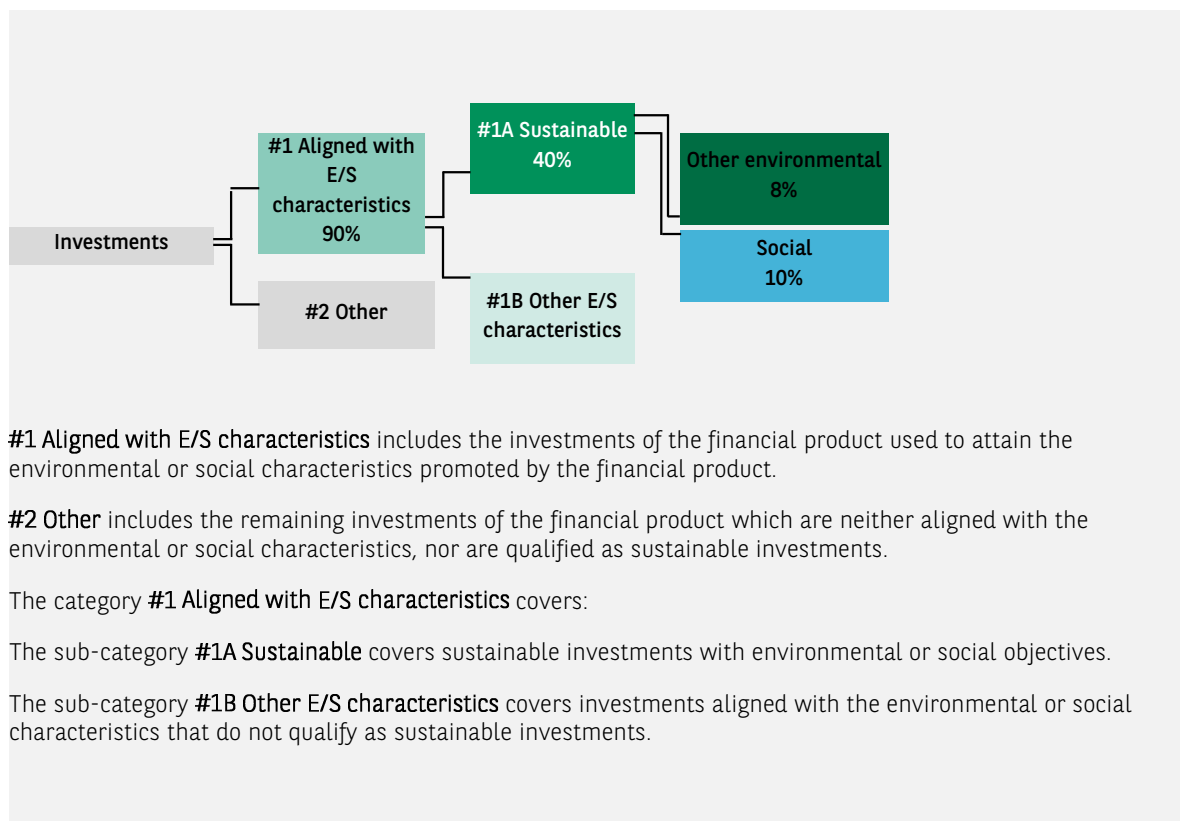 #1A Sustainable
40%
#1 Aligned with
E/S
characteristics
90%
Other environmental
8%
Investments
Social
10%
#2 Other
#1B Other E/S
characteristics
#1 Aligned with E/S characteristics includes the investments of the financial product used to attain the
environmental or social characteristics promoted by the financial product.
#2 Other includes the remaining investments of the financial product which are neither aligned with the
environmental or social characteristics, nor are qualified as sustainable investments.
The category #1 Aligned with E/S characteristics covers:
The sub-category #1A Sustainable covers sustainable investments with environmental or social objectives.
The sub-category #1B Other E/S characteristics covers investments aligned with the environmental or social
characteristics that do not qualify as sustainable investments.